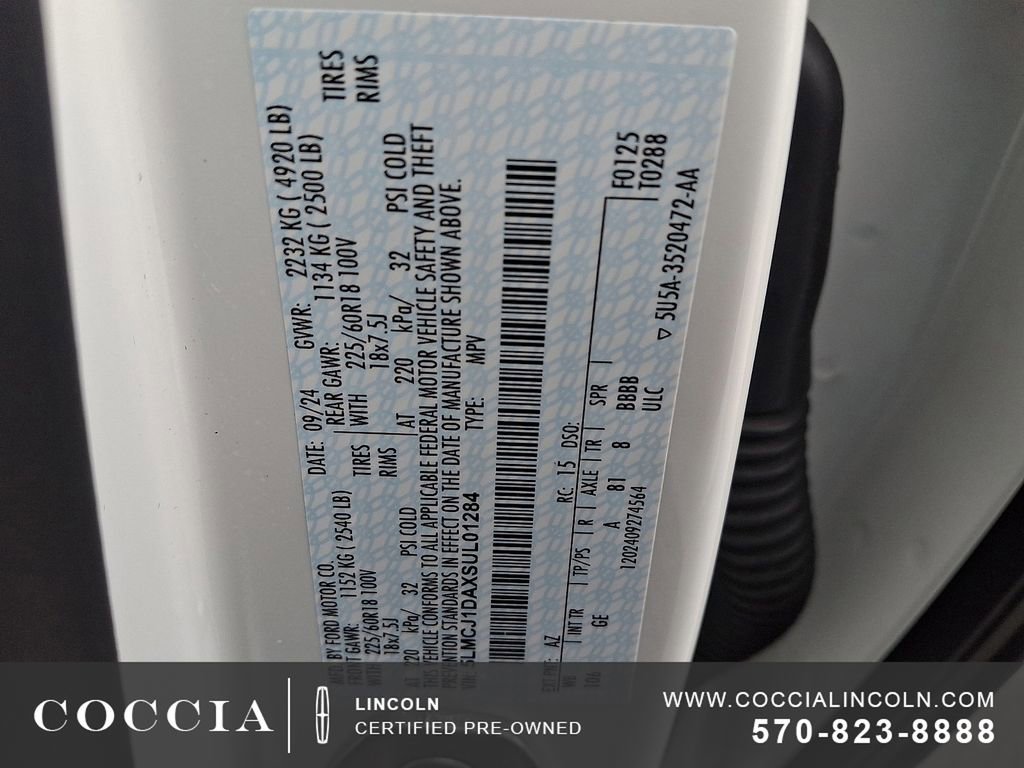 MFD. BY FORD MOTOR CO.
DATE: 09/24 GVWR: 2232 KG ( 4920 LB)
FRONT GAWR: 1152 KG ( 2540 LB)
REAR GAWR: 1134 KG ( 2500 LB)
WITH 225/60R18 100V TIRES
WITH 225/60R18 100V TIRES
18x7.5J RIMS
18x7.5J RIMS
AT 220 kPa/ 32 PSI COLD
AT 220 kPa/ 32 PSI COLD
THIS VEHICLE CONFORMS TO ALL APPLICABLE FEDERAL MOTOR VEHICLE SAFETY AND THEFT
PREVENTION STANDARDS IN EFFECT ON THE DATE OF MANUFACTURE SHOWN ABOVE.
VIN: 5LMCJ1DAXSUL01284 TYPE: MPV
F0125
T0288
EXT PNT: AZ RC: 15 DSO:
WB INT TR TP/PS R AXLE TR SPR
106 GE A B1 8 BBBB
ULC
1202409274564
▽ 5U5A-3520472-AA
COCCIA
LINCOLN
CERTIFIED PRE-OWNED
WWW.COCCIALINCOLN.COM
570-823-8888